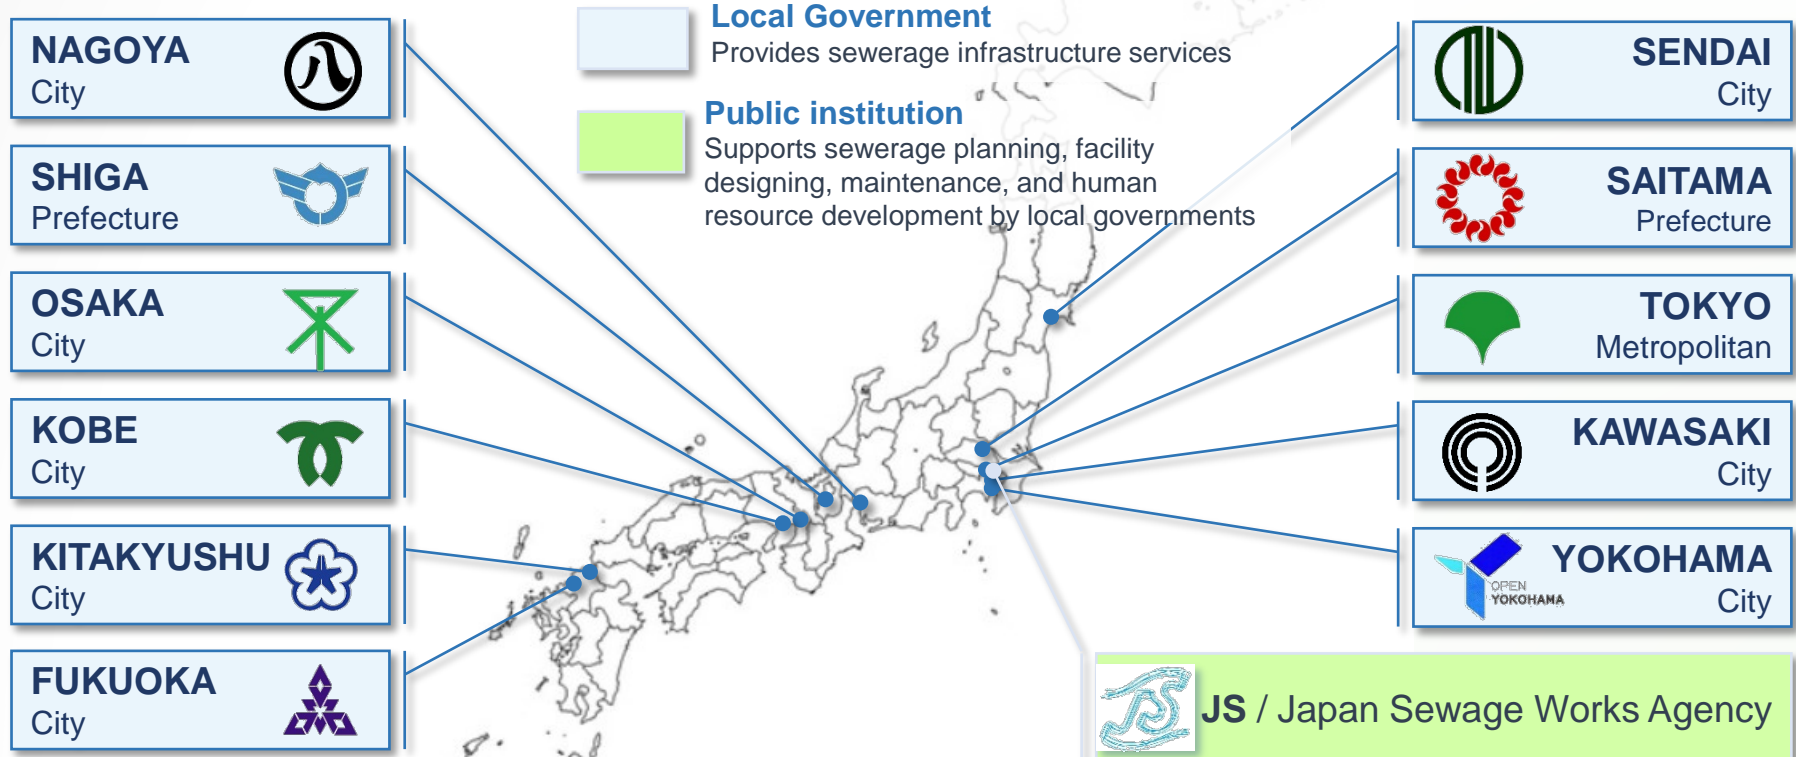 NAGOYA
City
SHIGA
Prefecture
OSAKA
City
KOBE
City
KITAKYUSHU
City
FUKUOKA
City
Local Government
Provides sewerage infrastructure services
Public institution
Supports sewerage planning, facility
designing, maintenance, and human
resource development by local governments
SENDAI
City
SAITAMA
Prefecture
TOKYO
Metropolitan
KAWASAKI
City
OPEN
YOKOHAMA
YOKOHAMA
City
JS
JS / Japan Sewage Works Agency